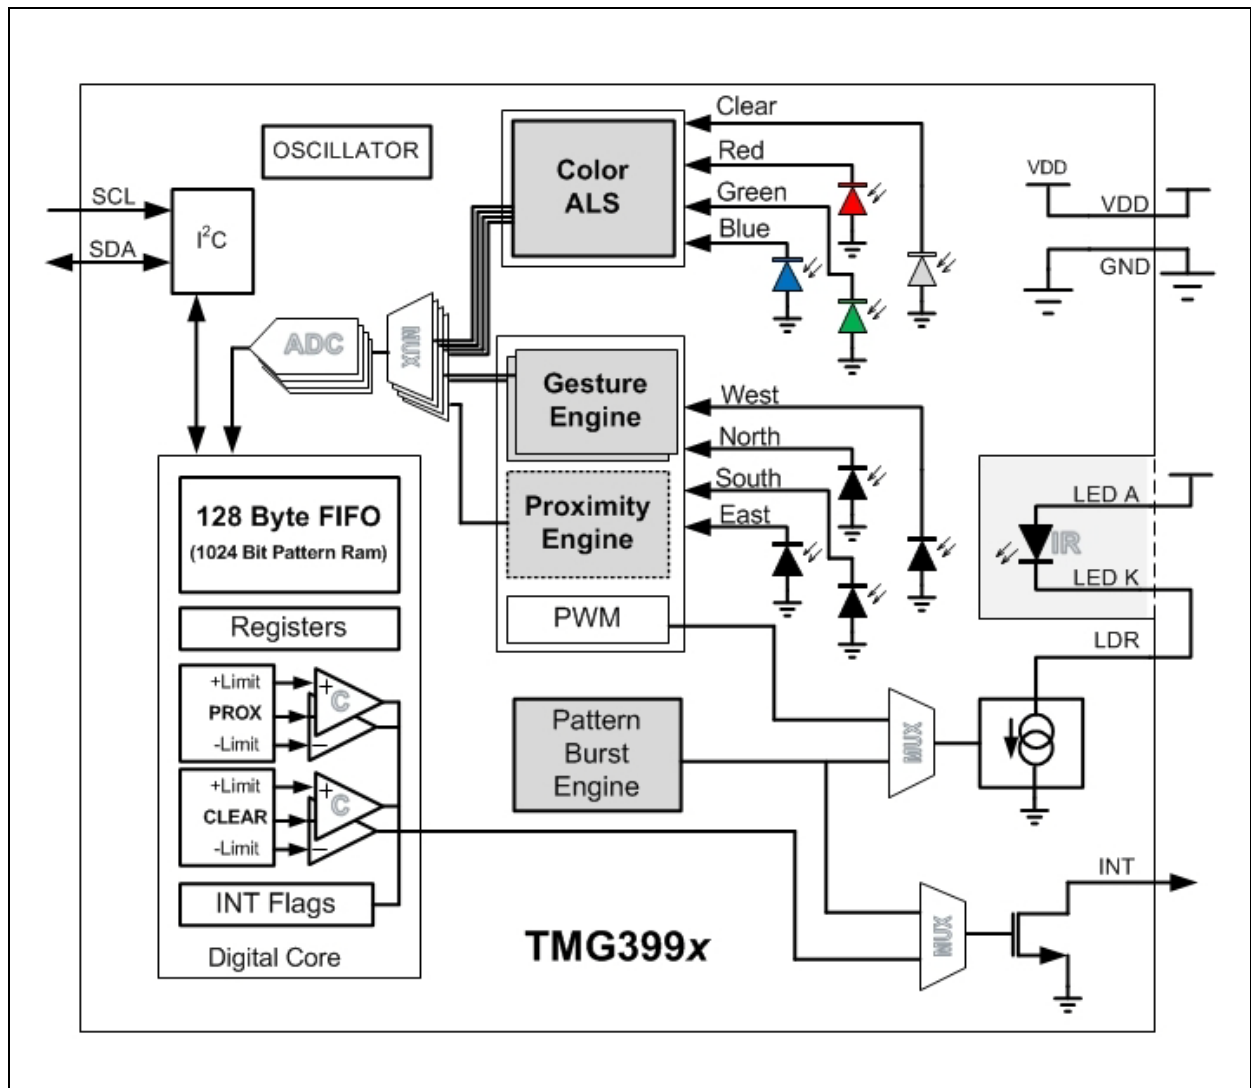 OSCILLATOR
SCL
SDA
I²C
Color
ALS
Clear
Red
Green
Blue
VDD
VDD
GND
ADC
MUX
Gesture
Engine
Proximity
Engine
PWM
West
North
South
East
LED A
IR
LED K
LDR
128 Byte FIFO
(1024 Bit Pattern Ram)
Registers
+Limit
PROX
-Limit
+
C
−
+Limit
CLEAR
-Limit
+
C
−
INT Flags
Digital Core
Pattern
Burst
Engine
MUX
MUX
INT
TMG399x